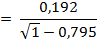 = 0,192 / √1−0,795